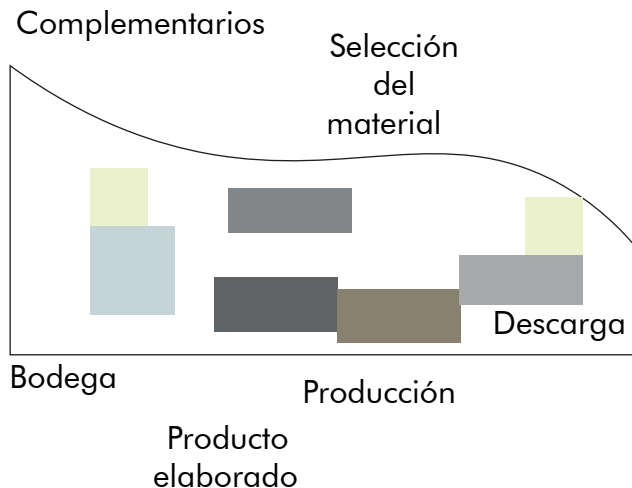 Complementarios
Selección
del
material
Descarga
Bodega
Producción
Producto
elaborado